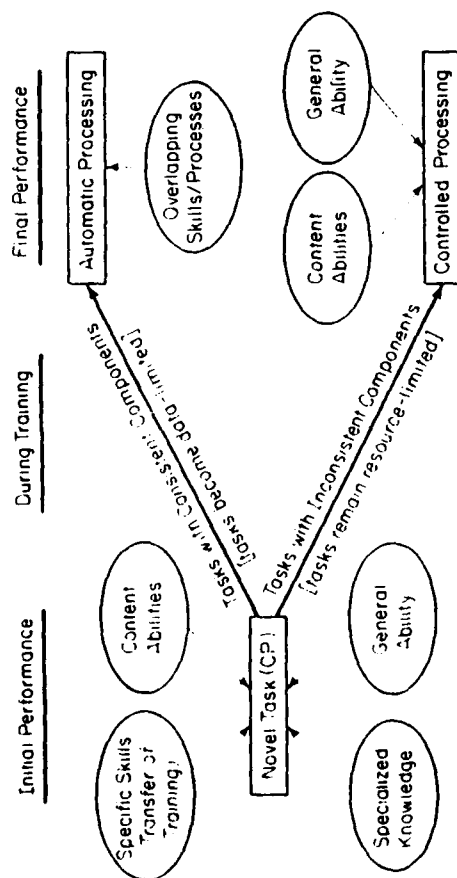 Initial Performance
During Training
Final Performance
Specific Skills
(Transfer of
Training)
Content
Abilities
Novel Task (CP)
Specialized
Knowledge
General
Ability
Tasks with Consistent Components
[tasks become data-limited]
Tasks with Inconsistent Components
[tasks remain resource-limited]
Automatic Processing
Overlapping
Skills/Processes
Content
Abilities
General
Ability
Controlled Processing